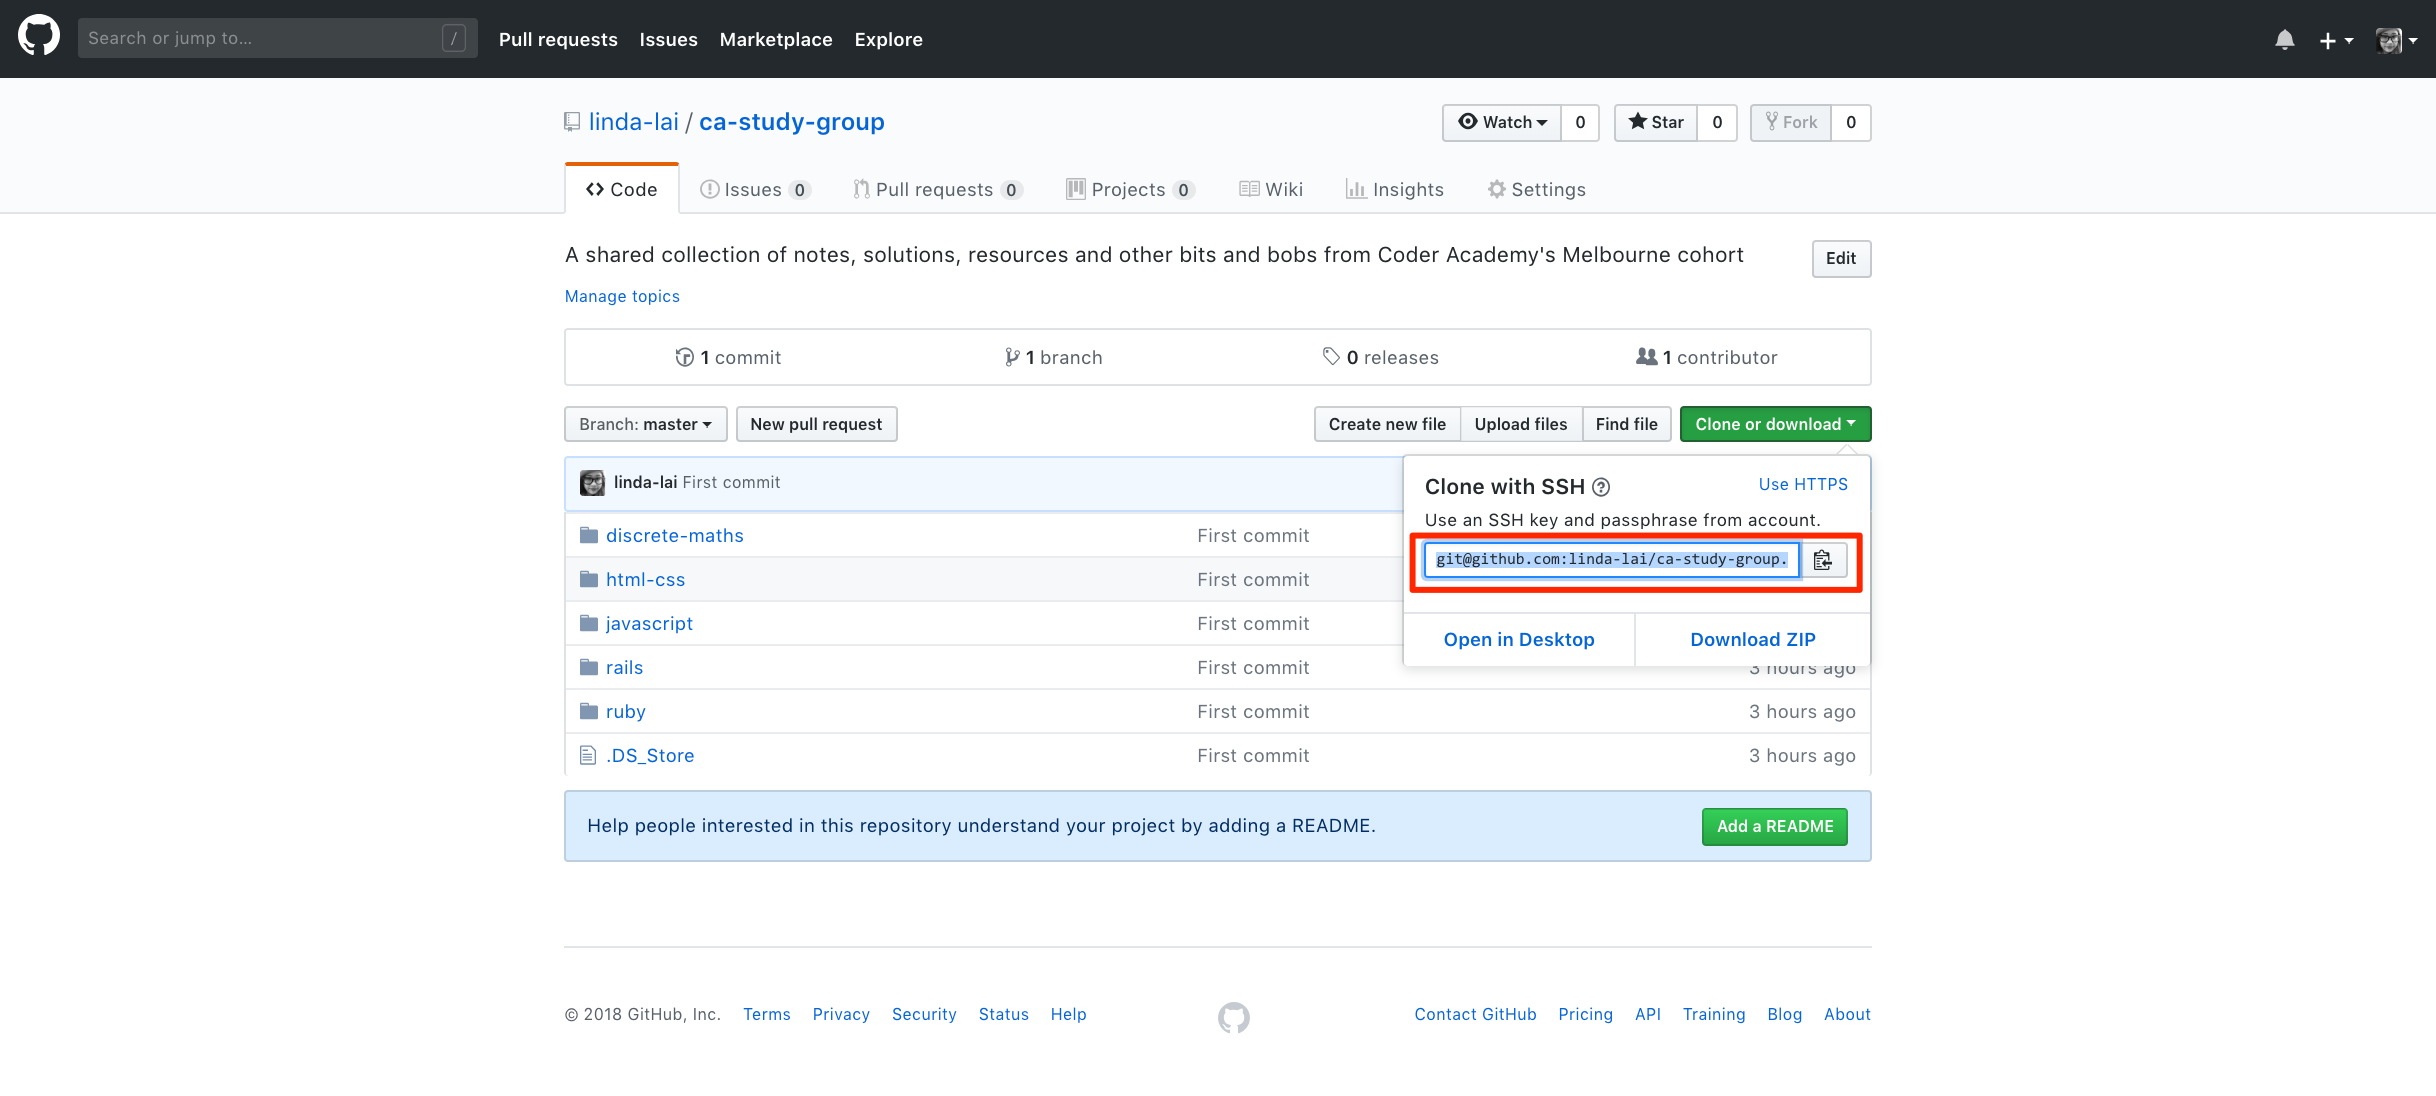 Search or jump to... / Pull requests Issues Marketplace Explore
linda-lai / ca-study-group Watch 0 Star 0 Fork 0
Code Issues 0 Pull requests 0 Projects 0 Wiki Insights Settings
A shared collection of notes, solutions, resources and other bits and bobs from Coder Academy's Melbourne cohort Edit
Manage topics
1 commit 1 branch 0 releases 1 contributor
Branch: master New pull request Create new file Upload files Find file Clone or download
linda-lai First commit
Clone with SSH ? Use HTTPS
Use an SSH key and passphrase from account.
git@github.com:linda-lai/ca-study-group.
Open in Desktop Download ZIP
discrete-maths First commit
html-css First commit
javascript First commit
rails First commit 3 hours ago
ruby First commit 3 hours ago
.DS_Store First commit 3 hours ago
Help people interested in this repository understand your project by adding a README. Add a README
© 2018 GitHub, Inc. Terms Privacy Security Status Help Contact GitHub Pricing API Training Blog About